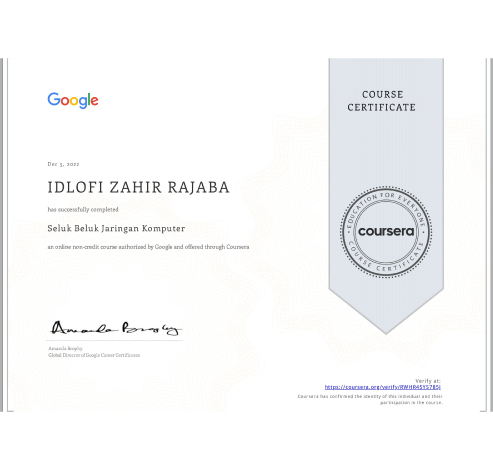 Google
COURSE
CERTIFICATE
Dec 3, 2022
IDLOFI ZAHIR RAJABA
has successfully completed
Seluk Beluk Jaringan Komputer
an online non-credit course authorized by Google and offered through Coursera
EDUCATION FOR EVERYONE
coursera
COURSE CERTIFICATE
Amanda Brophy
Amanda Brophy
Global Director of Google Career Certificates
Verify at:
https://coursera.org/verify/8WHR4SYS785J
Coursera has confirmed the identity of this individual and their
participation in the course.